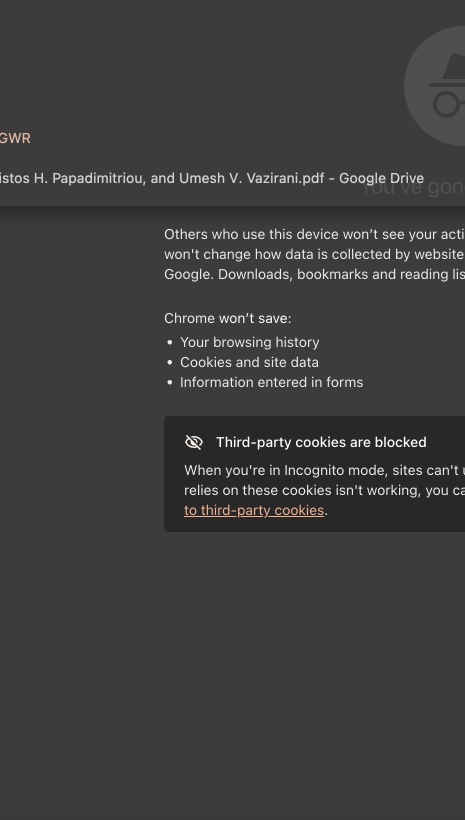 GWR
istos H. Papadimitriou, and Umesh V. Vazirani.pdf - Google Drive
You've gon
Others who use this device won’t see your acti
won't change how data is collected by website
Google. Downloads, bookmarks and reading lis
Chrome won’t save:
• Your browsing history
• Cookies and site data
• Information entered in forms
Third-party cookies are blocked
When you're in Incognito mode, sites can't u
relies on these cookies isn't working, you ca
to third-party cookies.